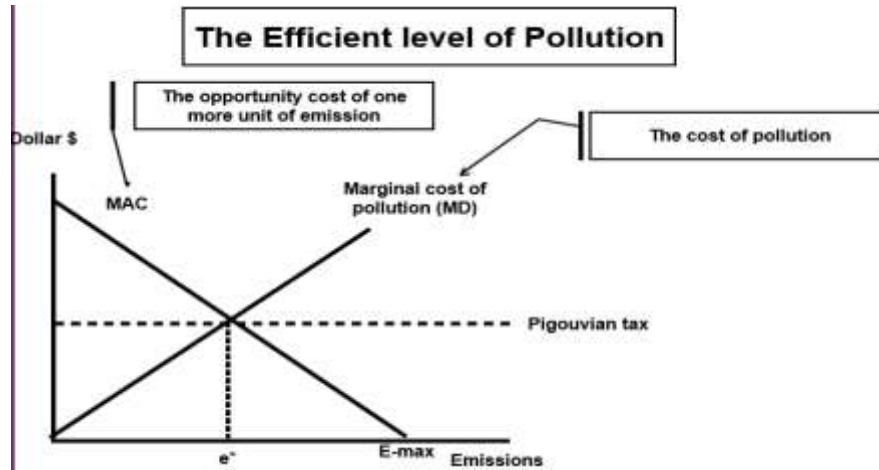 The Efficient level of Pollution
The opportunity cost of one
more unit of emission
Dollar $
The cost of pollution
MAC
Marginal cost of
pollution (MD)
Pigouvian tax
e*
E-max
Emissions